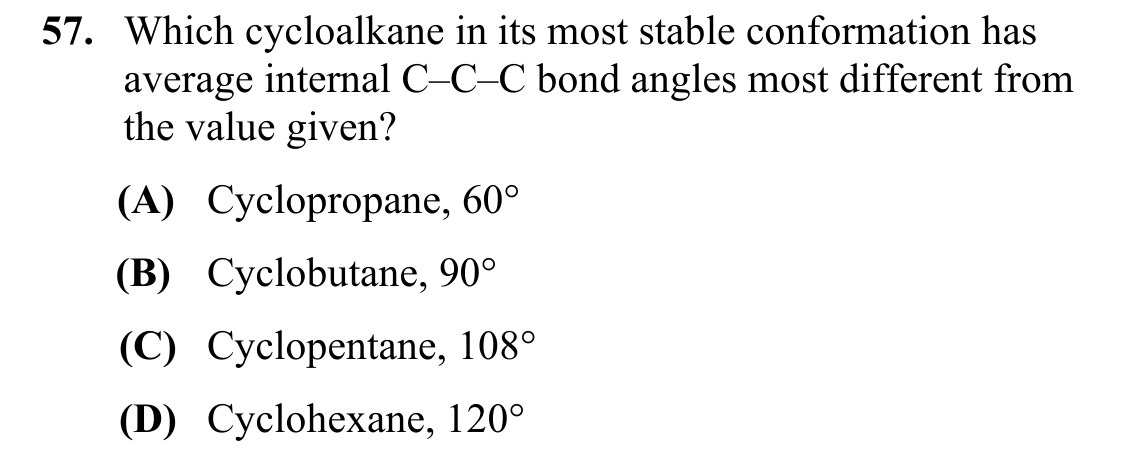 57. Which cycloalkane in its most stable conformation has
average internal C–C–C bond angles most different from
the value given?
(A) Cyclopropane, 60°
(B) Cyclobutane, 90°
(C) Cyclopentane, 108°
(D) Cyclohexane, 120°